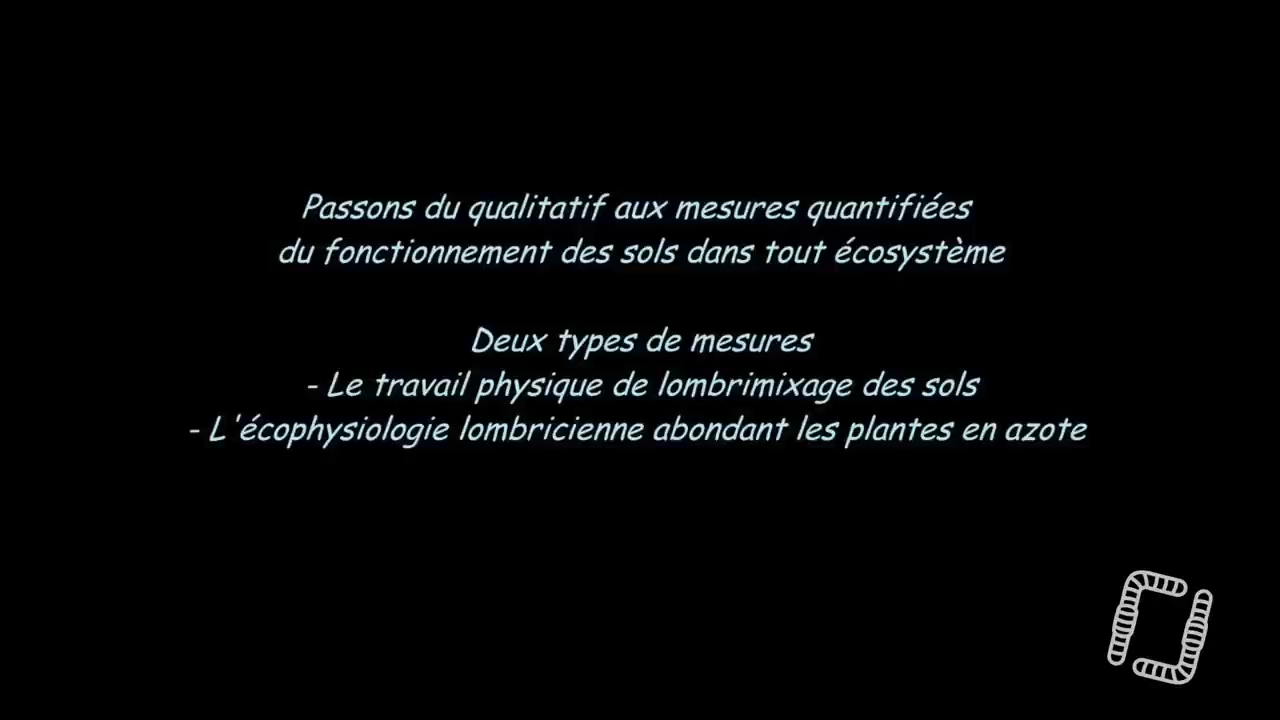 Passons du qualitatif aux mesures quantifiées
du fonctionnement des sols dans tout écosystème
Deux types de mesures
- Le travail physique de lombrimixage des sols
- L'écophysiologie lombricienne abondant les plantes en azote